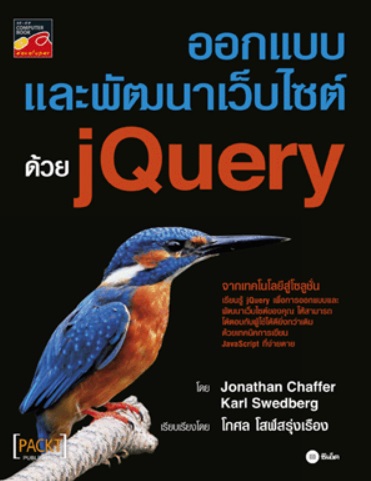 COMPUTER
BOOK
ออกแบบ
และพัฒนาเว็บไซต์
ด้วย jQuery
จากเทคโนโลยีสู่โซลูชั่น
เรียนรู้ jQuery เพื่อการออกแบบและ
พัฒนาเว็บไซต์ของคุณ ให้สามารถ
โต้ตอบกับผู้ใช้ได้ดียิ่งกว่าเดิม
ด้วยเทคนิคการเขียน
JavaScript ที่ง่ายดาย
โดย Jonathan Chaffer
Karl Swedberg
เรียบเรียงโดย โกศล โสฬสรุ่งเรือง
[PACKT]
PUBLISHING
ซีเอ็ด